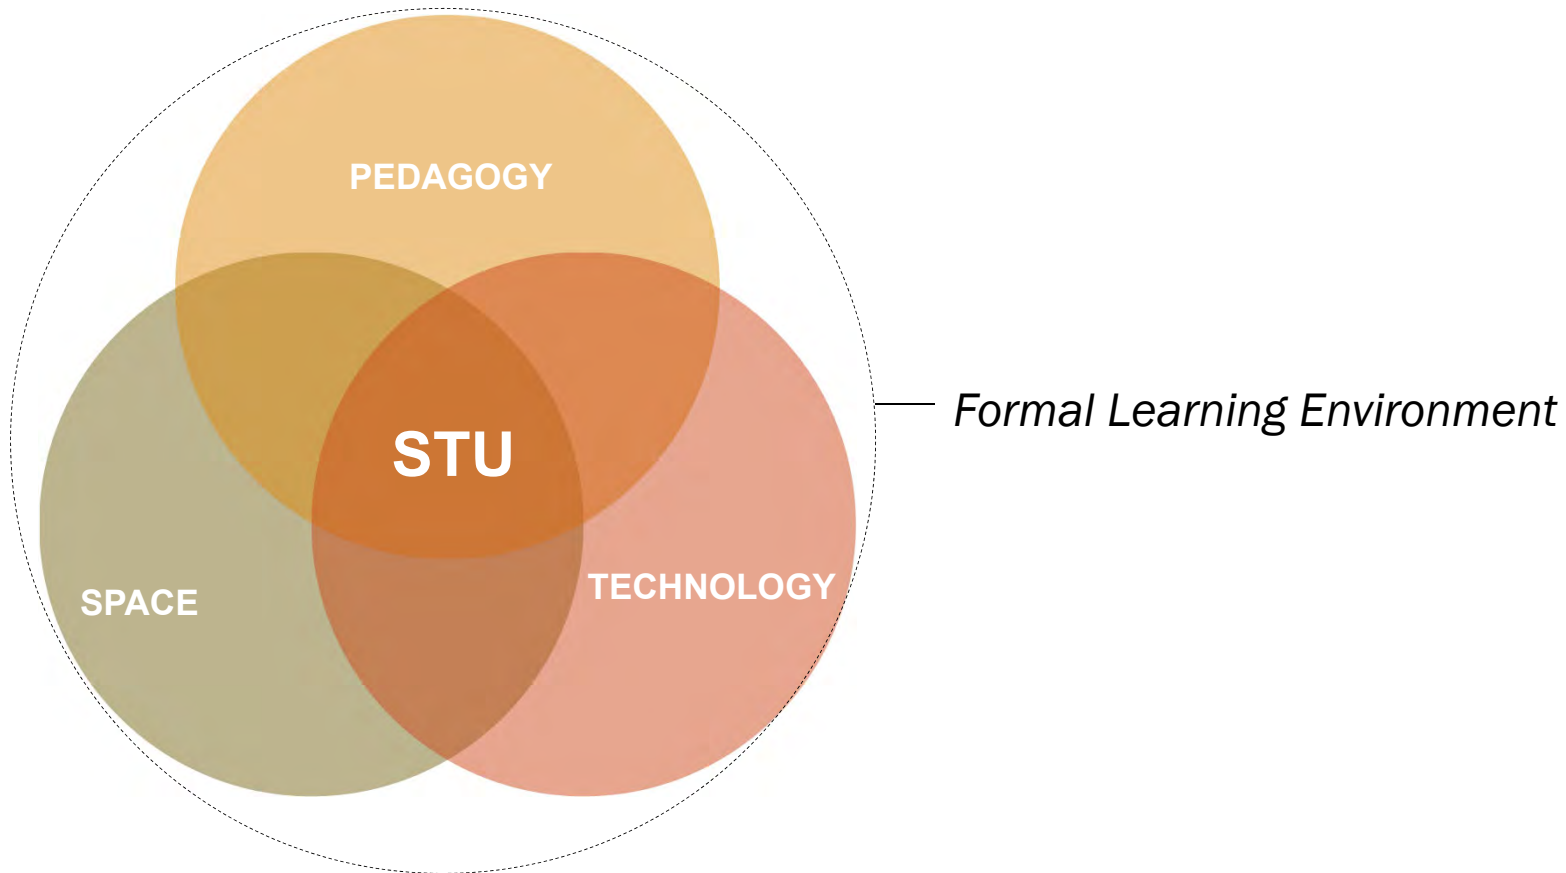 PEDAGOGY
Formal Learning Environment
STU
TECHNOLOGY
SPACE